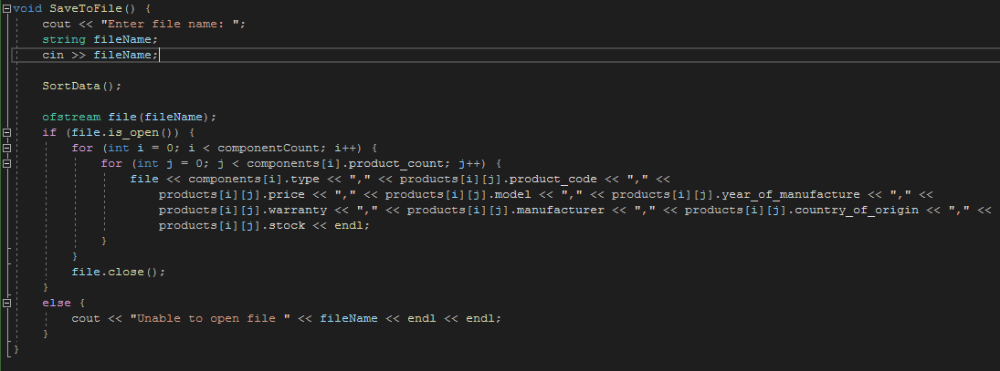 void SaveToFile() {
cout << "Enter file name: ";
string fileName;
cin >> fileName;
SortData();
ofstream file(fileName);
if (file.is_open()) {
for (int i = 0; i < componentCount; i++) {
for (int j = 0; j < components[i].product_count; j++) {
file << components[i].type << "," << products[i][j].product_code << "," <<
products[i][j].price << "," << products[i][j].model << "," << products[i][j].year_of_manufacture << "," <<
products[i][j].warranty << "," << products[i][j].manufacturer << "," << products[i][j].country_of_origin << "," <<
products[i][j].stock << endl;
}
}
file.close();
}
else {
cout << "Unable to open file " << fileName << endl << endl;
}
}